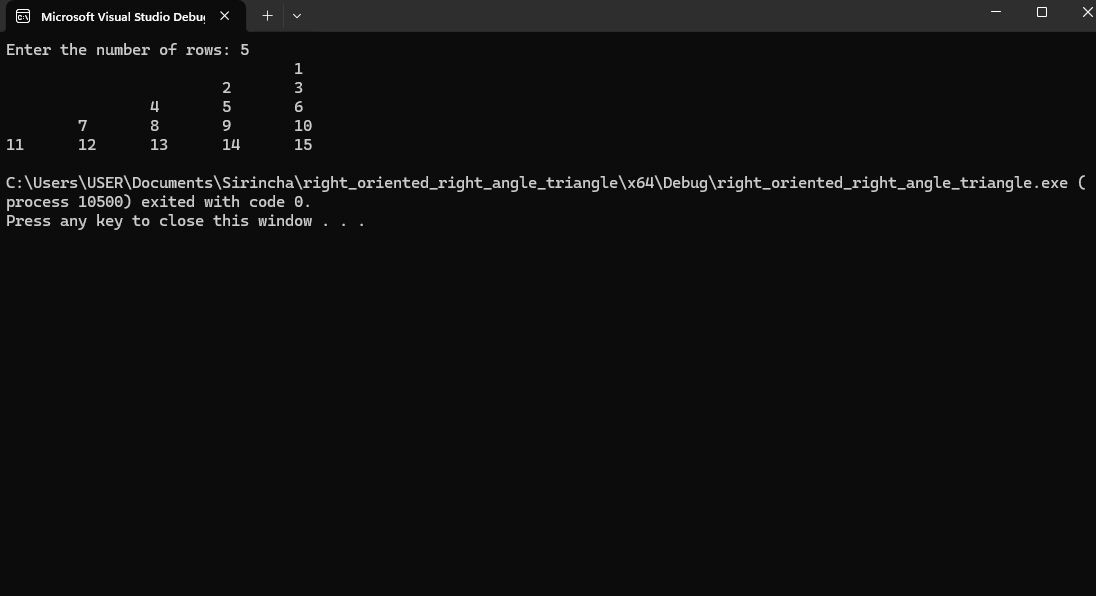 Microsoft Visual Studio Debu
Enter the number of rows: 5
1
2 3
4 5 6
7 8 9 10
11 12 13 14 15
C:\Users\USER\Documents\Sirincha\right_oriented_right_angle_triangle\x64\Debug\right_oriented_right_angle_triangle.exe (
process 10500) exited with code 0.
Press any key to close this window . . .